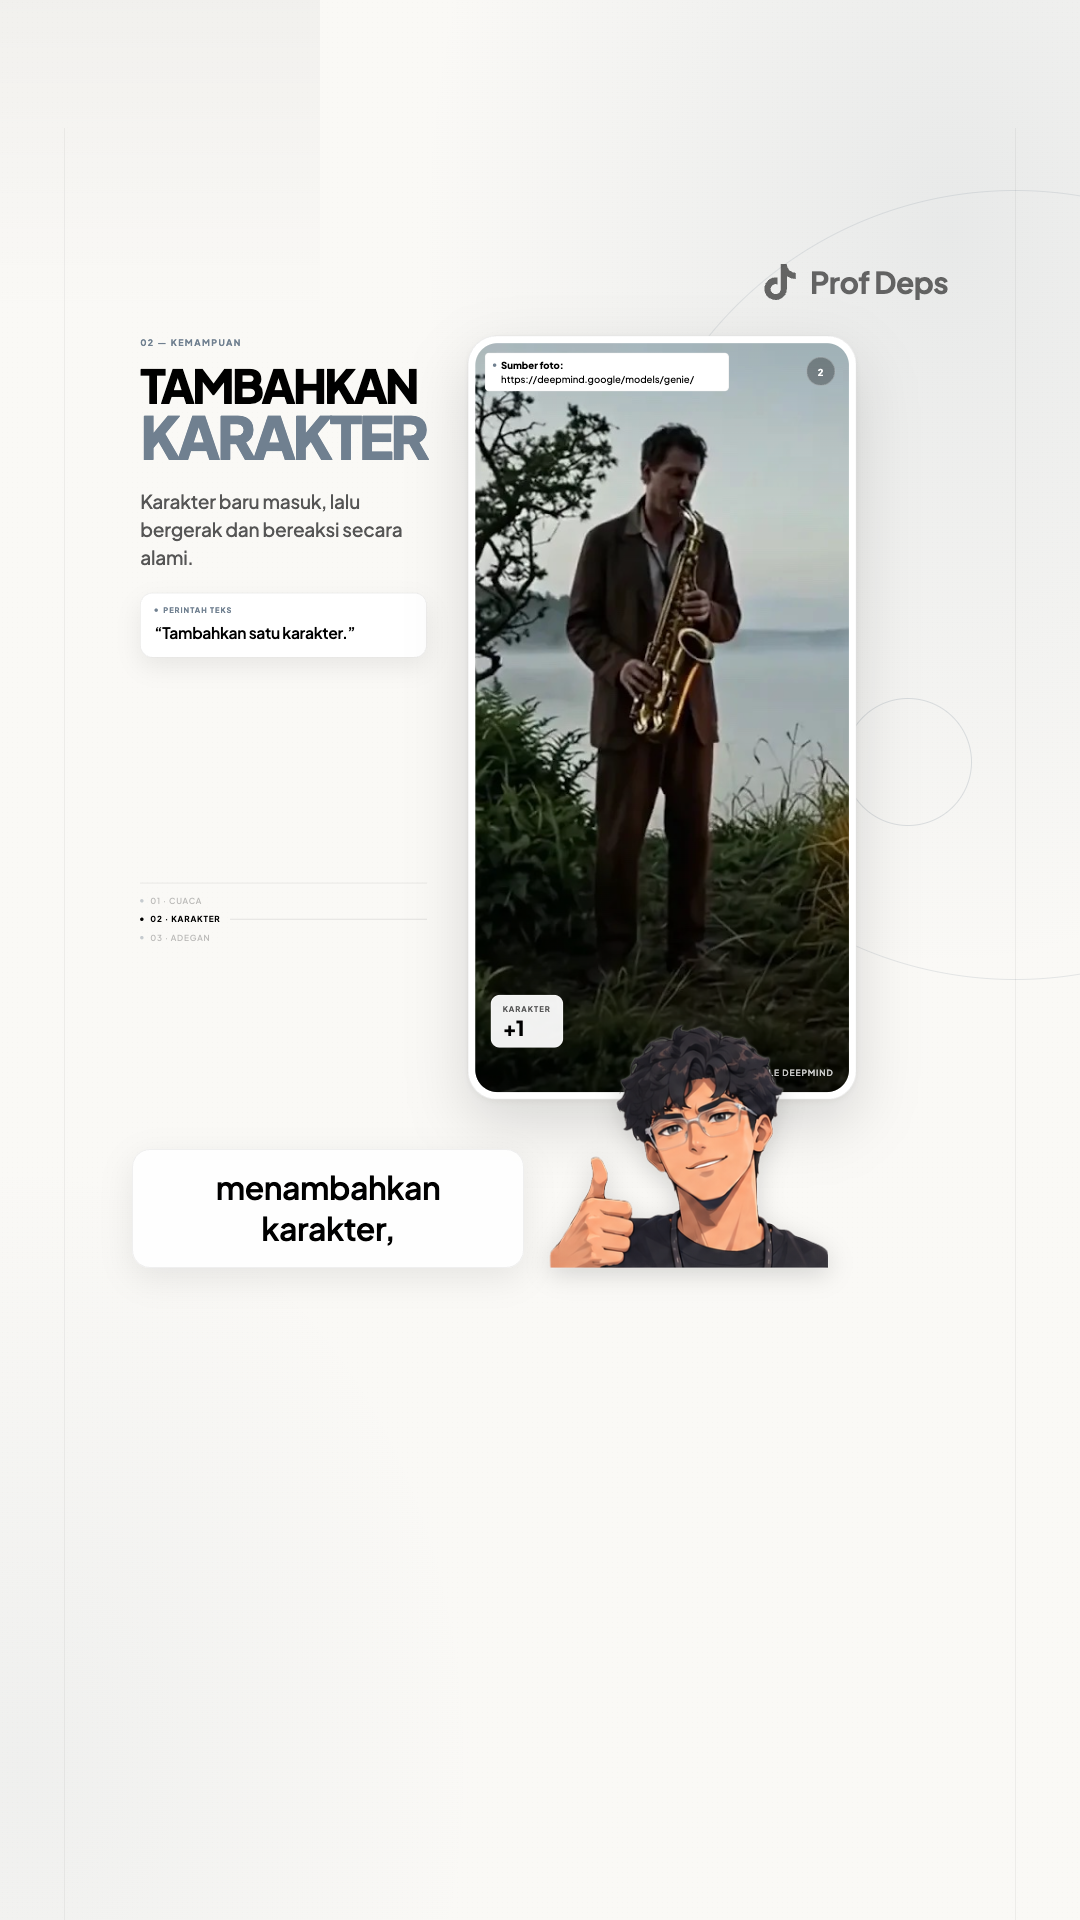 Prof Deps
02 — KEMAMPUAN
TAMBAHKAN
KARAKTER
Karakter baru masuk, lalu
bergerak dan bereaksi secara
alami.
PERINTAH TEKS
“Tambahkan satu karakter.”
01 · CUACA
02 · KARAKTER
03 · ADEGAN
Sumber foto:
https://deepmind.google/models/genie/
2
KARAKTER
+1
DEEPMIND
menambahkan
karakter,